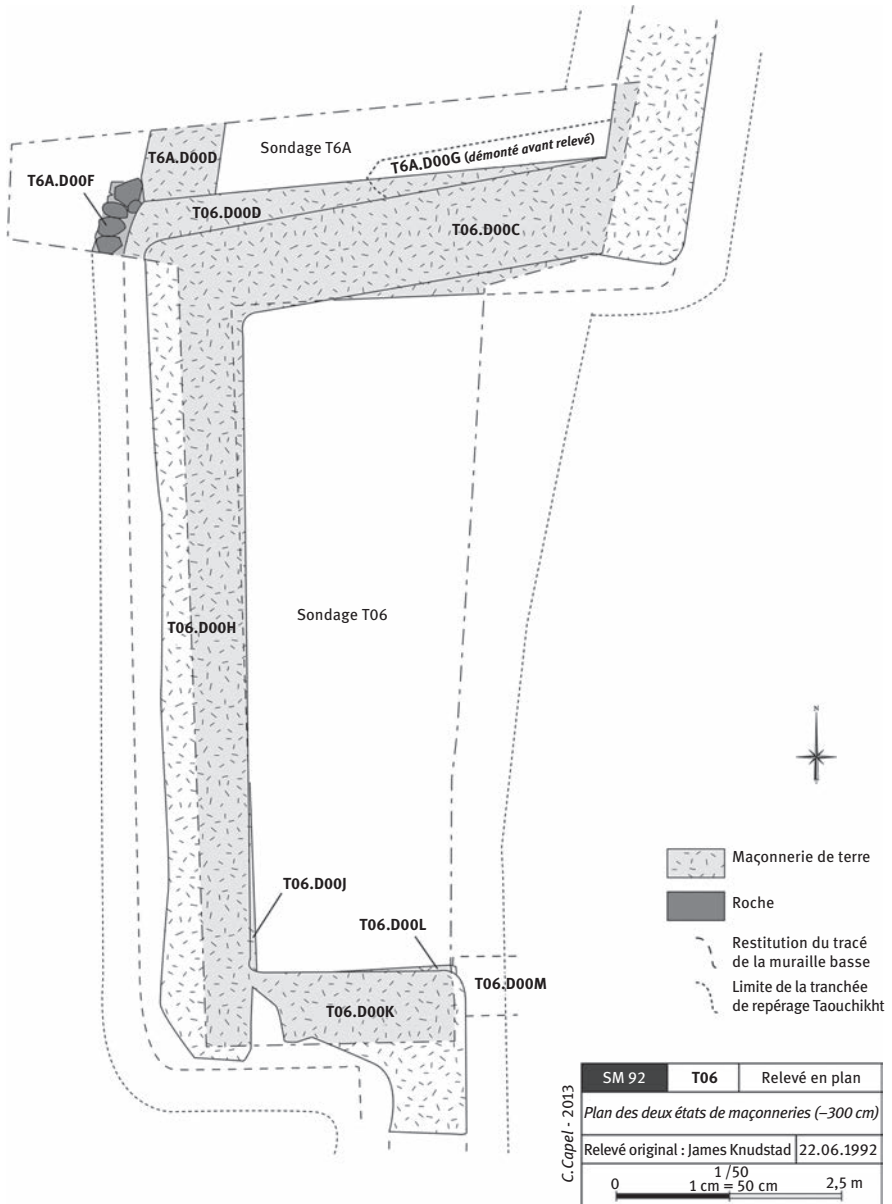 T6A.D00D
Sondage T6A
T6A.D00G (démonté avant relevé)
T6A.D00F
T06.D00D
T06.D00C
T06.D00H
Sondage T06
N
T06.D00J
T06.D00L
T06.D00M
T06.D00K
Maçonnerie de terre
Roche
Restitution du tracé
de la muraille basse
Limite de la tranchée
de repérage Taouchikht
C. Capel - 2013
SM 92 T06 Relevé en plan
Plan des deux états de maçonneries (–300 cm)
Relevé original : James Knudstad 22.06.1992
1 /50
0 1 cm = 50 cm 2,5 m